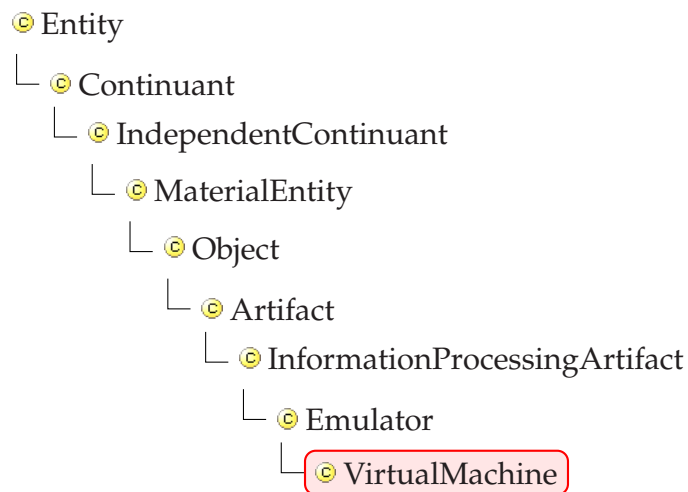 Entity
Continuant
IndependentContinuant
MaterialEntity
Object
Artifact
InformationProcessingArtifact
Emulator
VirtualMachine